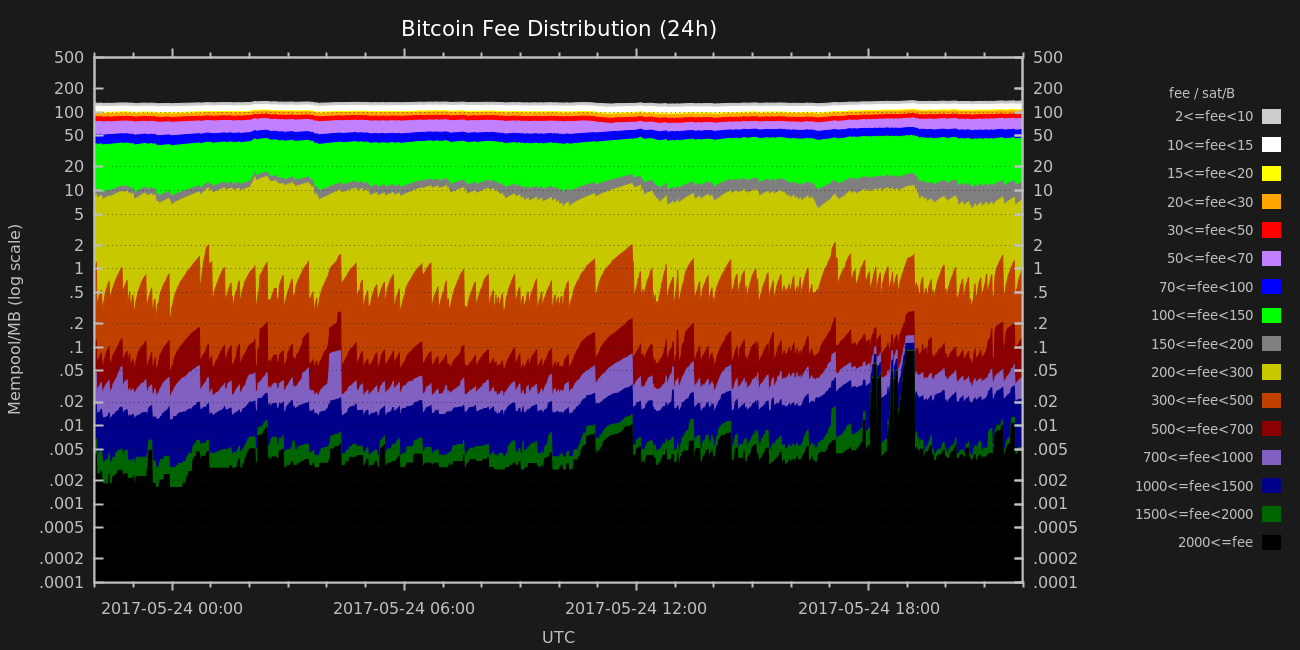 Bitcoin Fee Distribution (24h)
500
200
100
50
20
10
5
2
1
.5
.2
.1
.05
.02
.01
.005
.002
.001
.0005
.0002
.0001
Mempool/MB (log scale)
500
200
100
50
20
10
5
2
1
.5
.2
.1
.05
.02
.01
.005
.002
.001
.0005
.0002
.0001
2017-05-24 00:00
2017-05-24 06:00
2017-05-24 12:00
2017-05-24 18:00
UTC
fee / sat/B
2<=fee<10
10<=fee<15
15<=fee<20
20<=fee<30
30<=fee<50
50<=fee<70
70<=fee<100
100<=fee<150
150<=fee<200
200<=fee<300
300<=fee<500
500<=fee<700
700<=fee<1000
1000<=fee<1500
1500<=fee<2000
2000<=fee